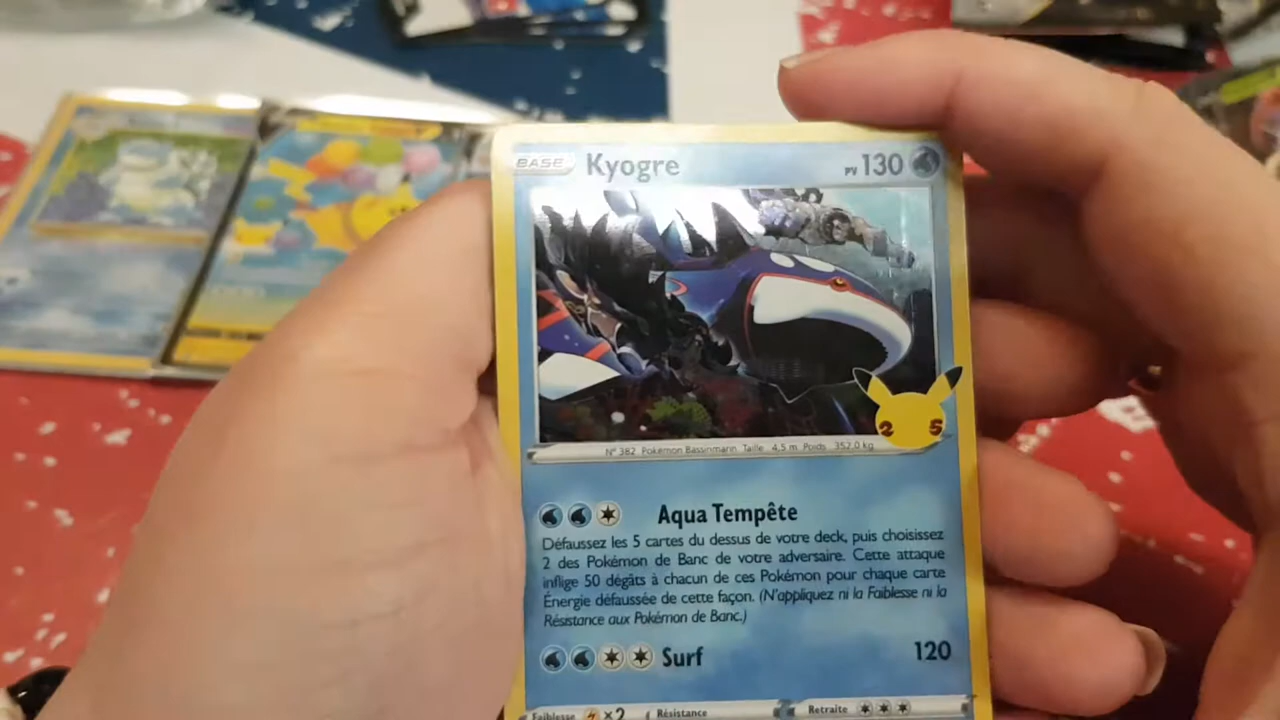 BASE Kyogre PV 130
N° 382 Pokémon Bassinmarin Taille 4,5 m Poids 352.0 kg
25
Aqua Tempête
Défaussez les 5 cartes du dessus de votre deck, puis choisissez
2 des Pokémon de Banc de votre adversaire. Cette attaque
inflige 50 dégâts à chacun de ces Pokémon pour chaque carte
Énergie défaussée de cette façon. (N'appliquez ni la Faiblesse ni la
Résistance aux Pokémon de Banc.)
Surf 120
Faiblesse ×2 Résistance Retraite